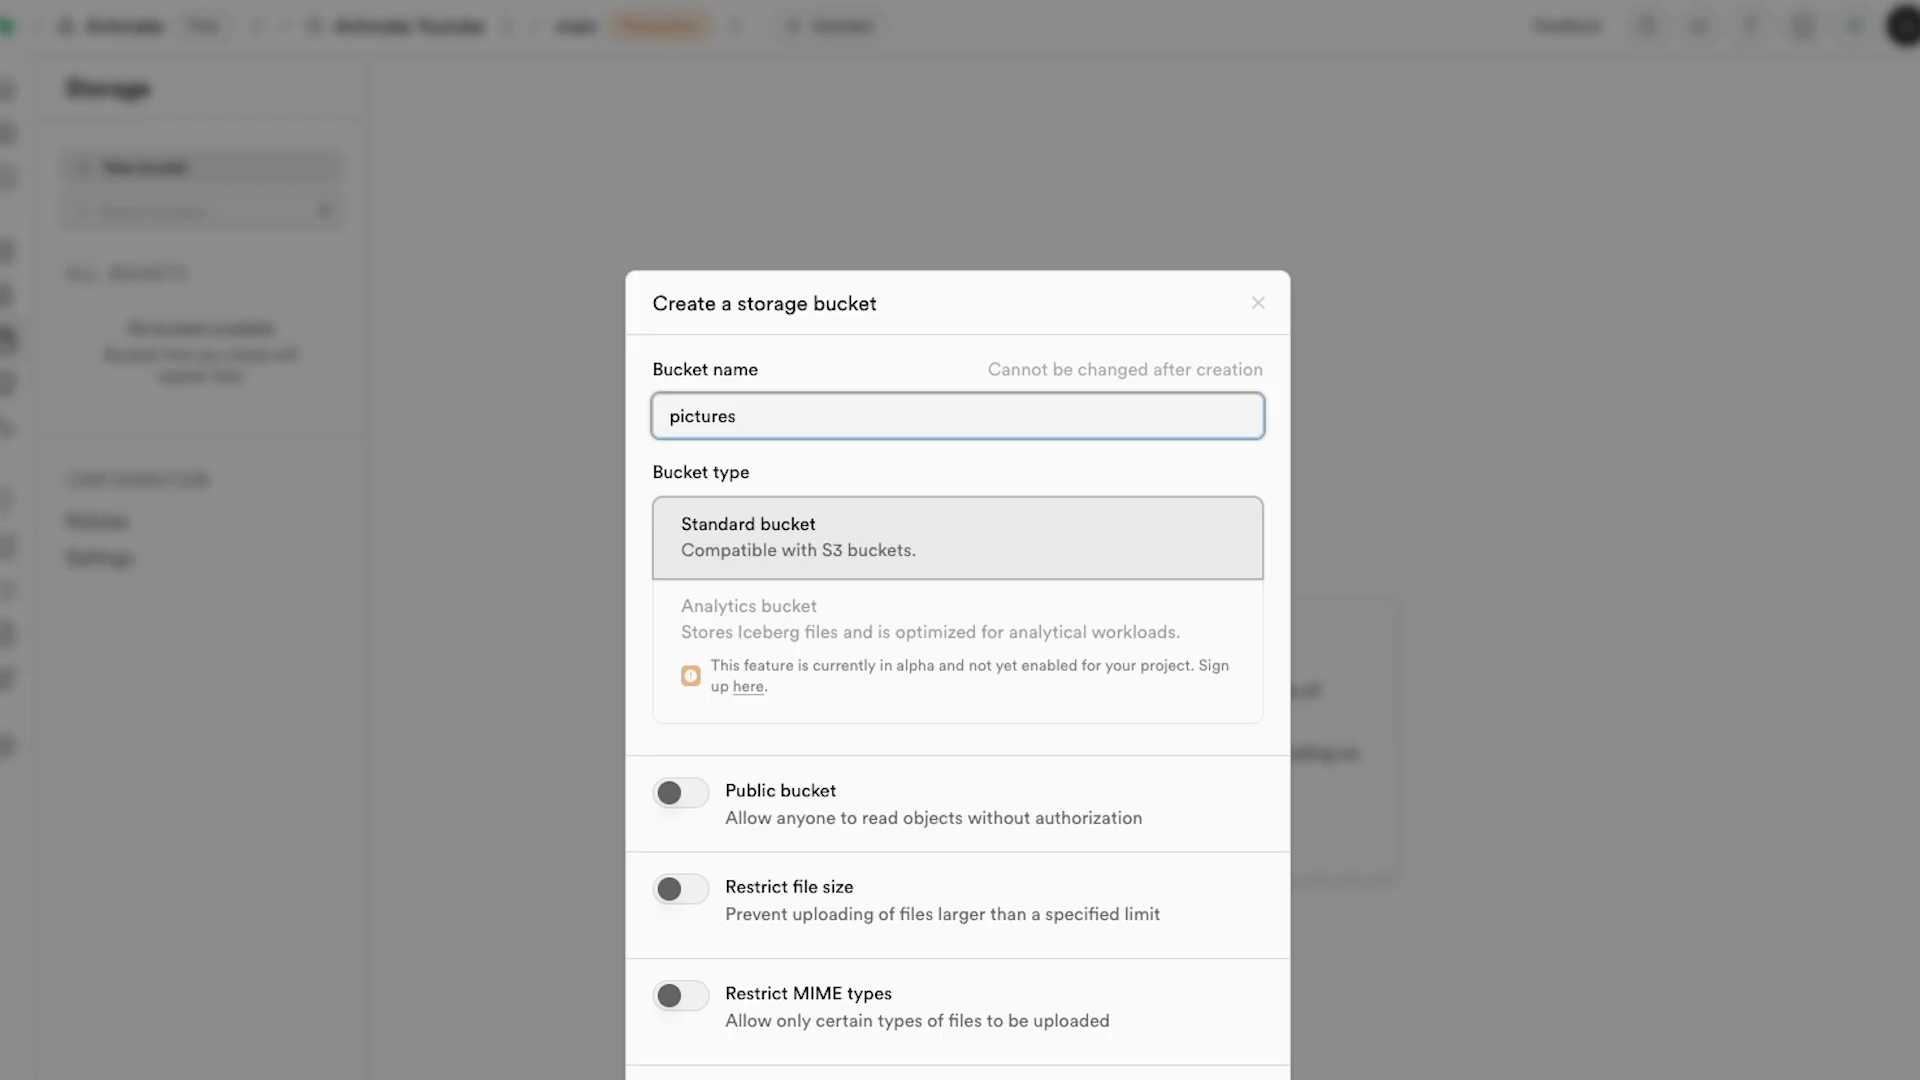 Storage
New bucket
Create a storage bucket
Bucket name
Cannot be changed after creation
pictures
Bucket type
Standard bucket
Compatible with S3 buckets.
Analytics bucket
Stores Iceberg files and is optimized for analytical workloads.
This feature is currently in alpha and not yet enabled for your project. Sign
up here.
Public bucket
Allow anyone to read objects without authorization
Restrict file size
Prevent uploading of files larger than a specified limit
Restrict MIME types
Allow only certain types of files to be uploaded